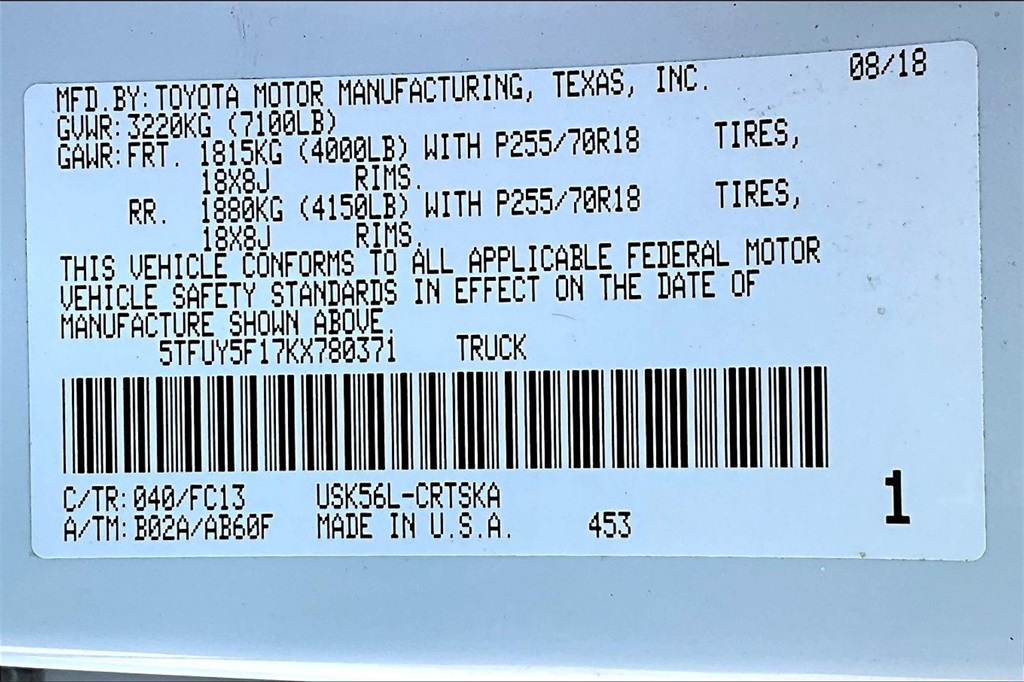 08/18
MFD.BY:TOYOTA MOTOR MANUFACTURING, TEXAS, INC.
GVWR:3220KG (7100LB)
GAWR:FRT. 1815KG (4000LB) WITH P255/70R18 TIRES,
18X8J RIMS.
RR. 1880KG (4150LB) WITH P255/70R18 TIRES,
18X8J RIMS.
THIS VEHICLE CONFORMS TO ALL APPLICABLE FEDERAL MOTOR
VEHICLE SAFETY STANDARDS IN EFFECT ON THE DATE OF
MANUFACTURE SHOWN ABOVE.
5TFUY5F17KX780371 TRUCK
C/TR:040/FC13 USK56L-CRTSKA
A/TM:B02A/AB60F MADE IN U.S.A. 453
1